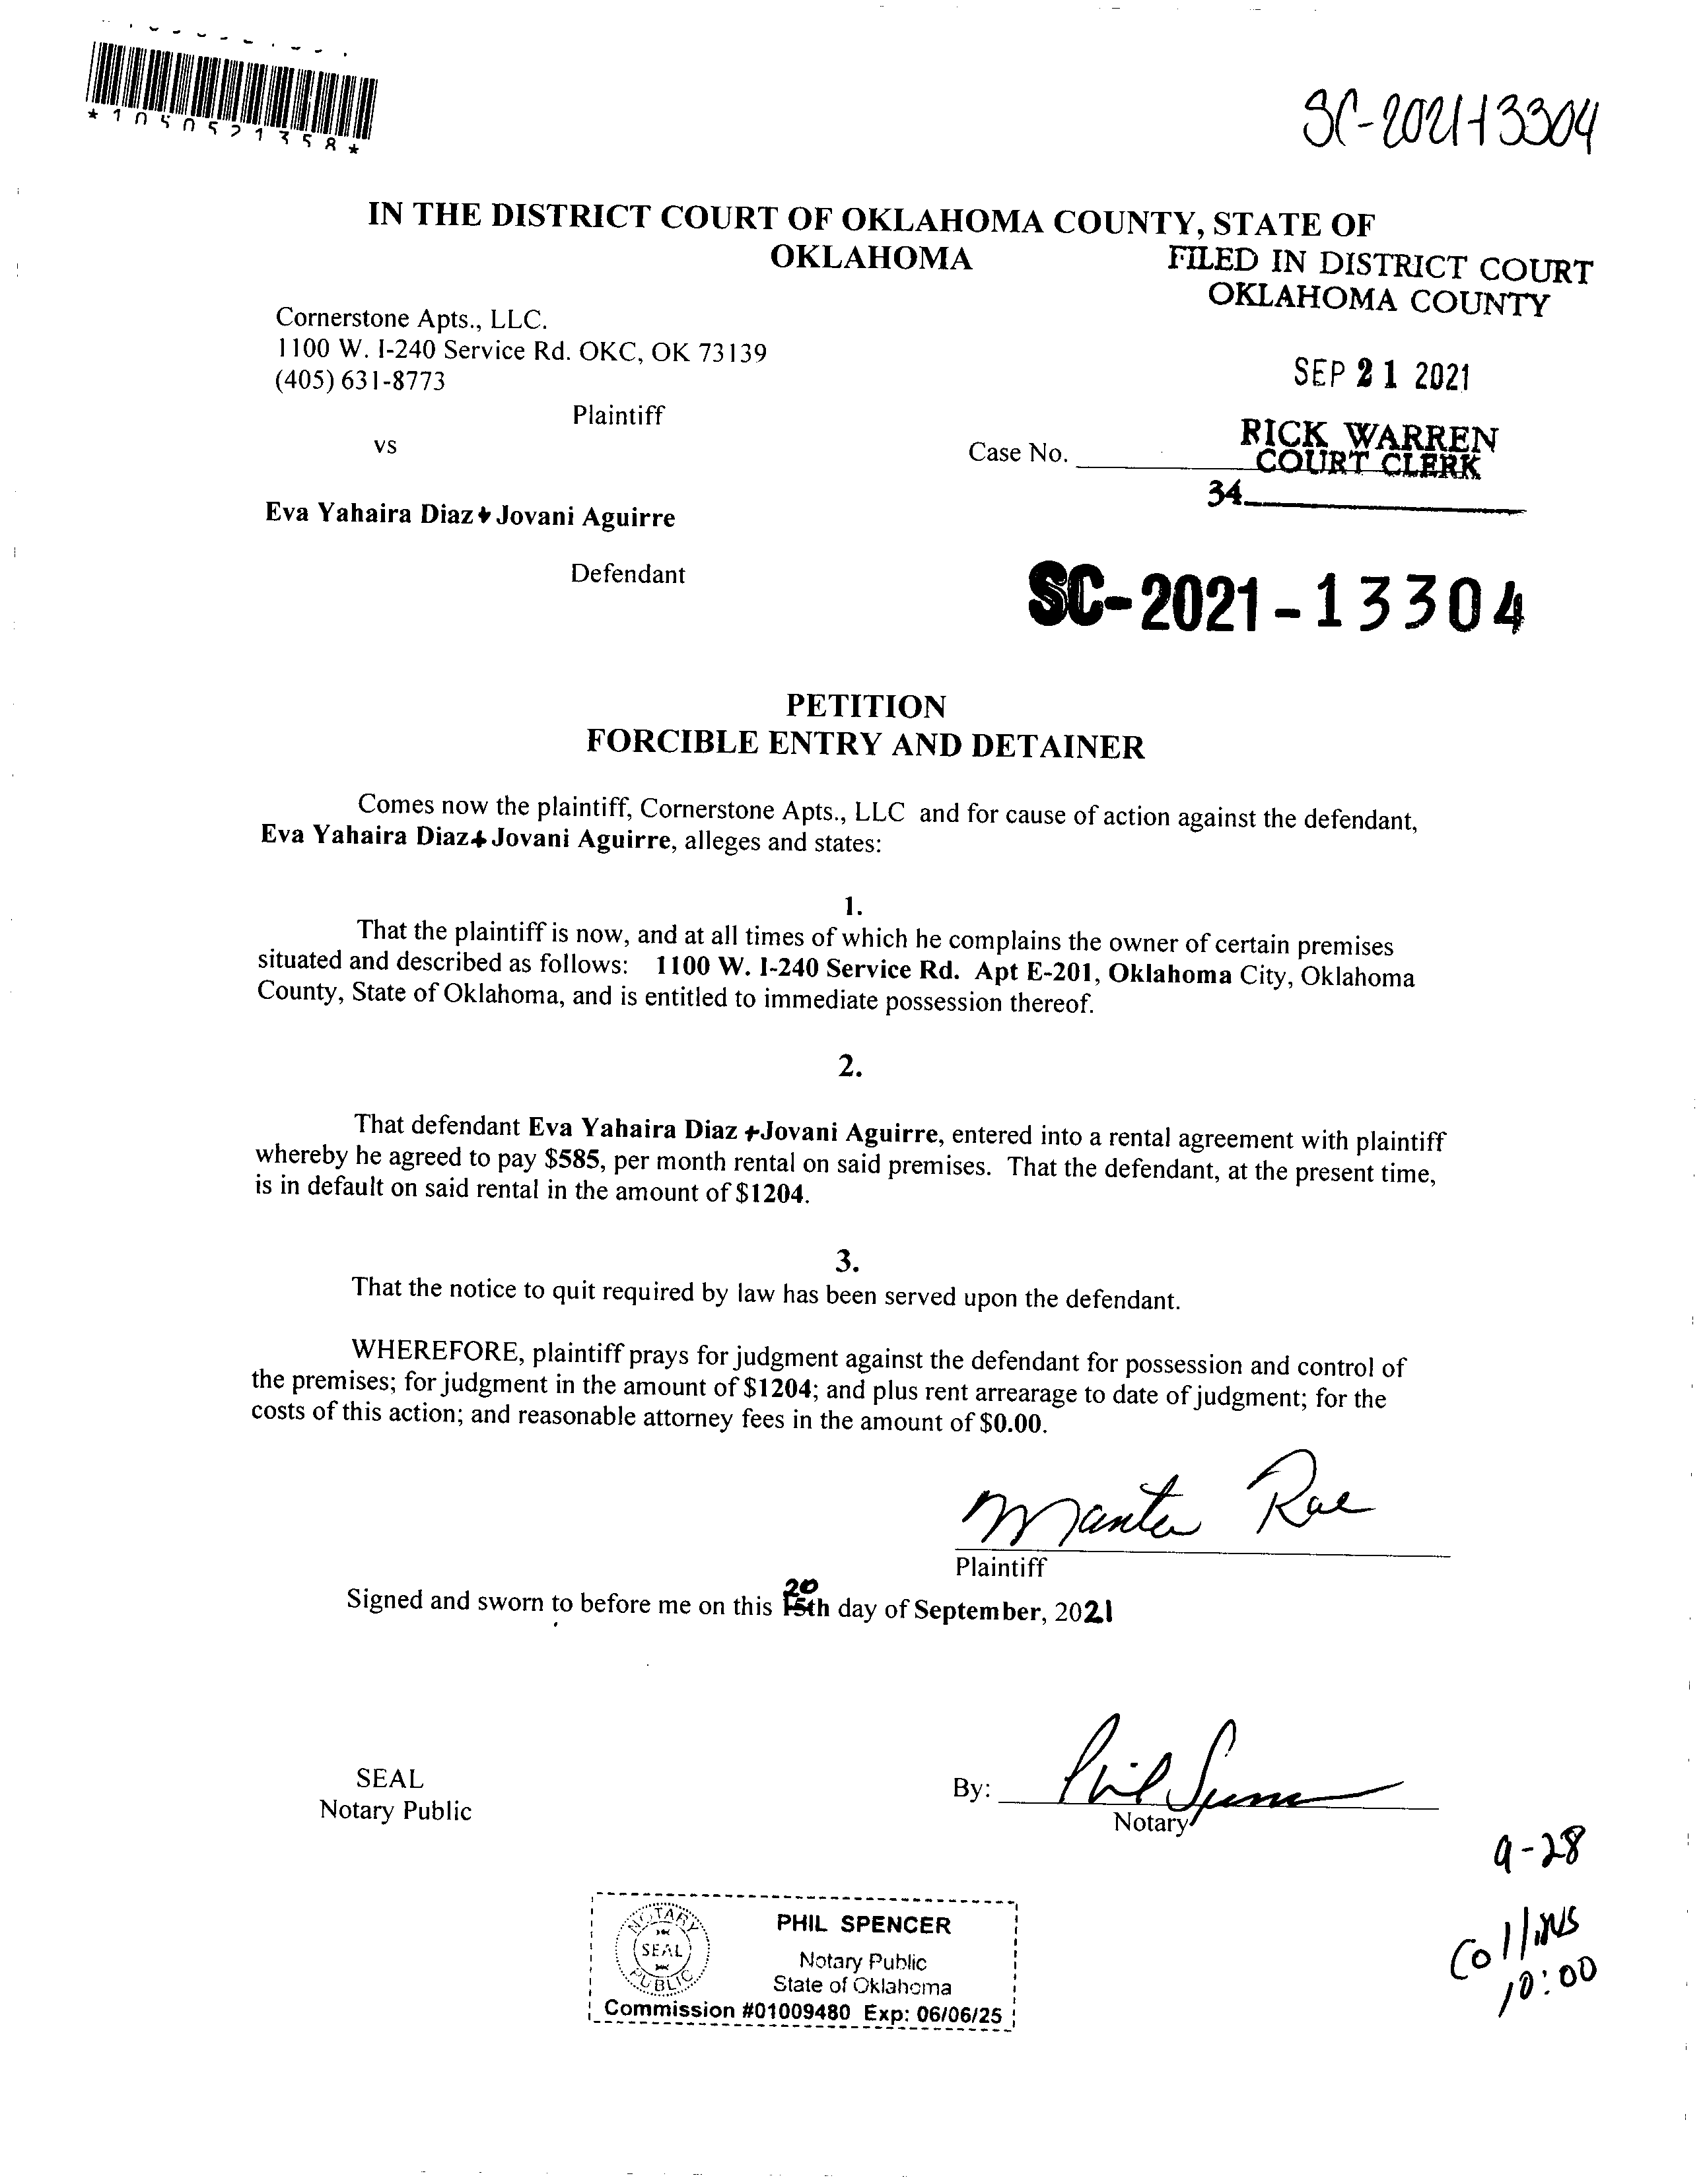 *1050521358*
SC-2021-13304
IN THE DISTRICT COURT OF OKLAHOMA COUNTY, STATE OF
OKLAHOMA
FILED IN DISTRICT COURT
OKLAHOMA COUNTY
Cornerstone Apts., LLC.
1100 W. I-240 Service Rd. OKC, OK 73139
(405) 631-8773
SEP 21 2021
Plaintiff
RICK WARREN
COURT CLERK
vs
Case No.
34
Eva Yahaira Diaz + Jovani Aguirre
Defendant
SC-2021-13304
PETITION
FORCIBLE ENTRY AND DETAINER
Comes now the plaintiff, Cornerstone Apts., LLC and for cause of action against the defendant,
Eva Yahaira Diaz + Jovani Aguirre, alleges and states:
1.
That the plaintiff is now, and at all times of which he complains the owner of certain premises
situated and described as follows: 1100 W. I-240 Service Rd. Apt E-201, Oklahoma City, Oklahoma
County, State of Oklahoma, and is entitled to immediate possession thereof.
2.
That defendant Eva Yahaira Diaz + Jovani Aguirre, entered into a rental agreement with plaintiff
whereby he agreed to pay $585, per month rental on said premises. That the defendant, at the present time,
is in default on said rental in the amount of $1204.
3.
That the notice to quit required by law has been served upon the defendant.
WHEREFORE, plaintiff prays for judgment against the defendant for possession and control of
the premises; for judgment in the amount of $1204; and plus rent arrearage to date of judgment; for the
costs of this action; and reasonable attorney fees in the amount of $0.00.
Rae
Plaintiff
20
Signed and sworn to before me on this 15th day of September, 2021
SEAL
Notary Public
By: Phil Spencer
Notary
9-28
Collins
10:00
NOTARY
SEAL
PUBLIC
PHIL SPENCER
Notary Public
State of Oklahoma
Commission #01009480 Exp: 06/06/25